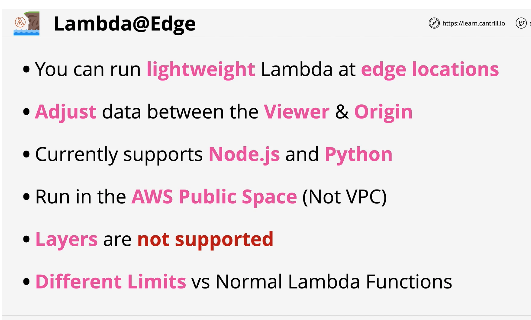 Lambda@Edge
https://learn.cantrill.io
• You can run lightweight Lambda at edge locations
• Adjust data between the Viewer & Origin
• Currently supports Node.js and Python
• Run in the AWS Public Space (Not VPC)
• Layers are not supported
• Different Limits vs Normal Lambda Functions